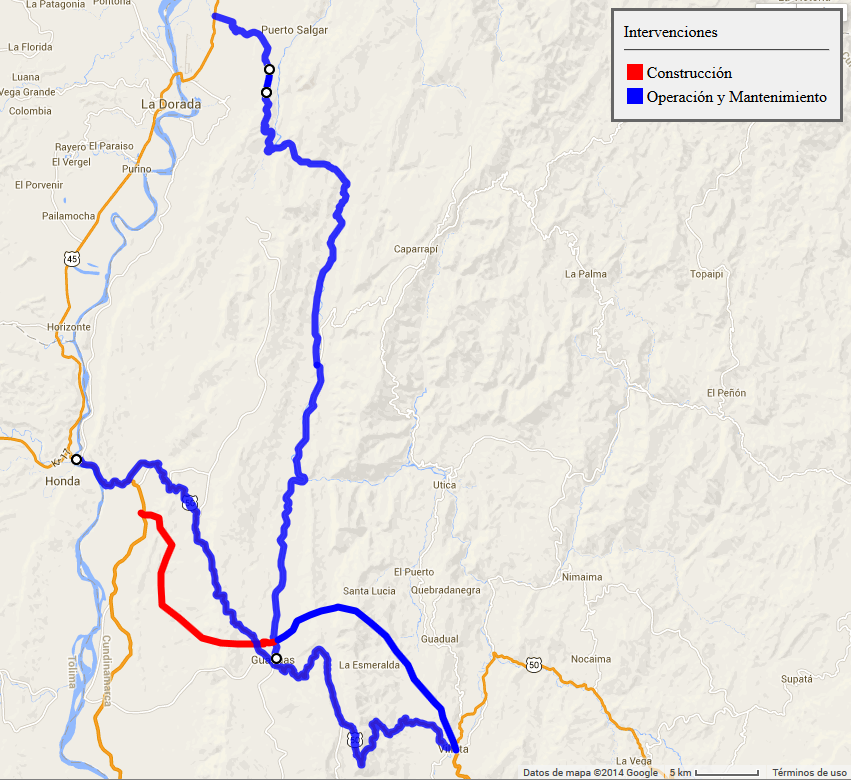 La Patagonia
Dorada
Contona
Puerto Salgar
La Florida
Luana
Vega Grande
Colombia
La Dorada
Rayero El Paraiso
El Vergel
Purino
El Porvenir
Pailamocha
45
Caparrapí
La Palma
Topaipi
Horizonte
El Peñón
Honda
Utica
El Puerto
Nimaima
Santa Lucia
Quebradanegra
Guadual
La Esmeralda
Nocaima
50
Supatá
Tolima
Cundinamarca
La Vega
Intervenciones
Construcción
Operación y Mantenimiento
Datos de mapa ©2014 Google
5 km
Términos de uso